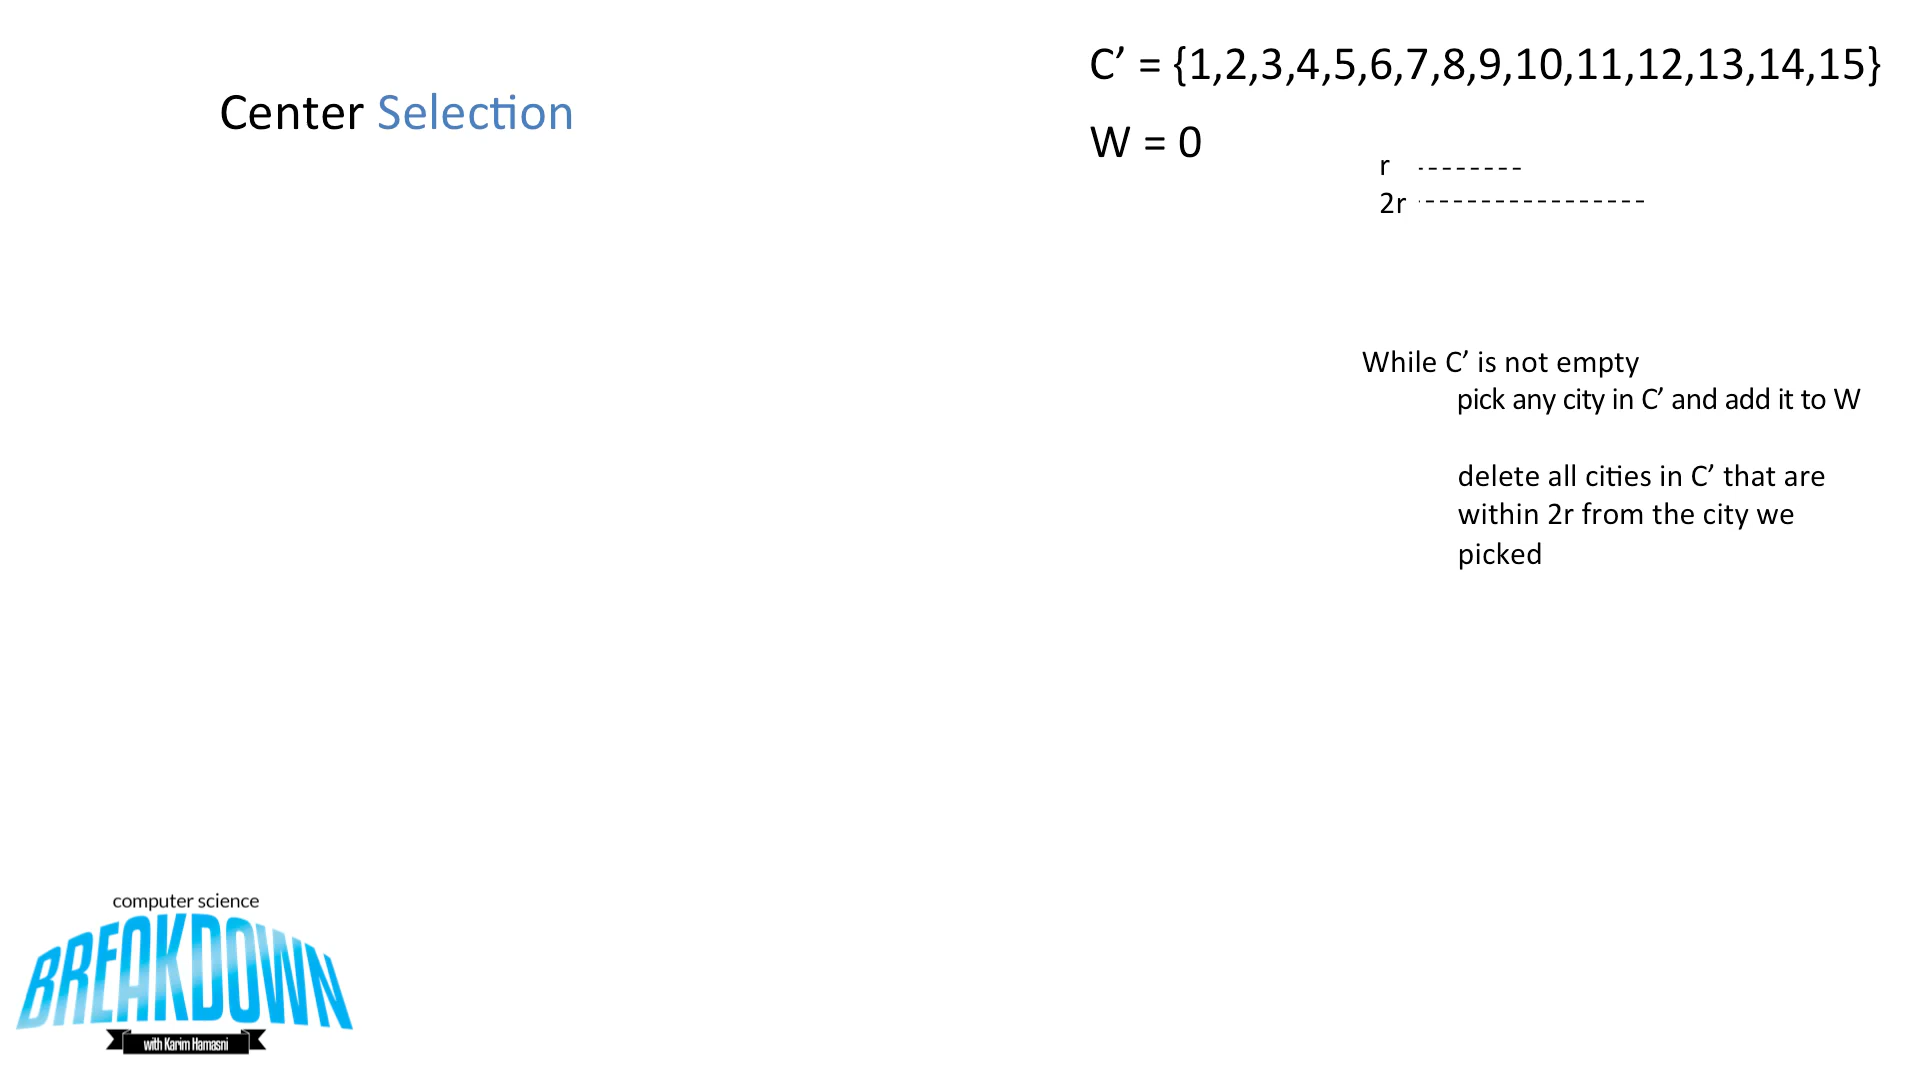 Center Selection
C’ = {1,2,3,4,5,6,7,8,9,10,11,12,13,14,15}
W = 0
r
2r
While C’ is not empty
pick any city in C’ and add it to W
delete all cities in C’ that are
within 2r from the city we
picked
computer science
BREAKDOWN
with Karim Hamasni